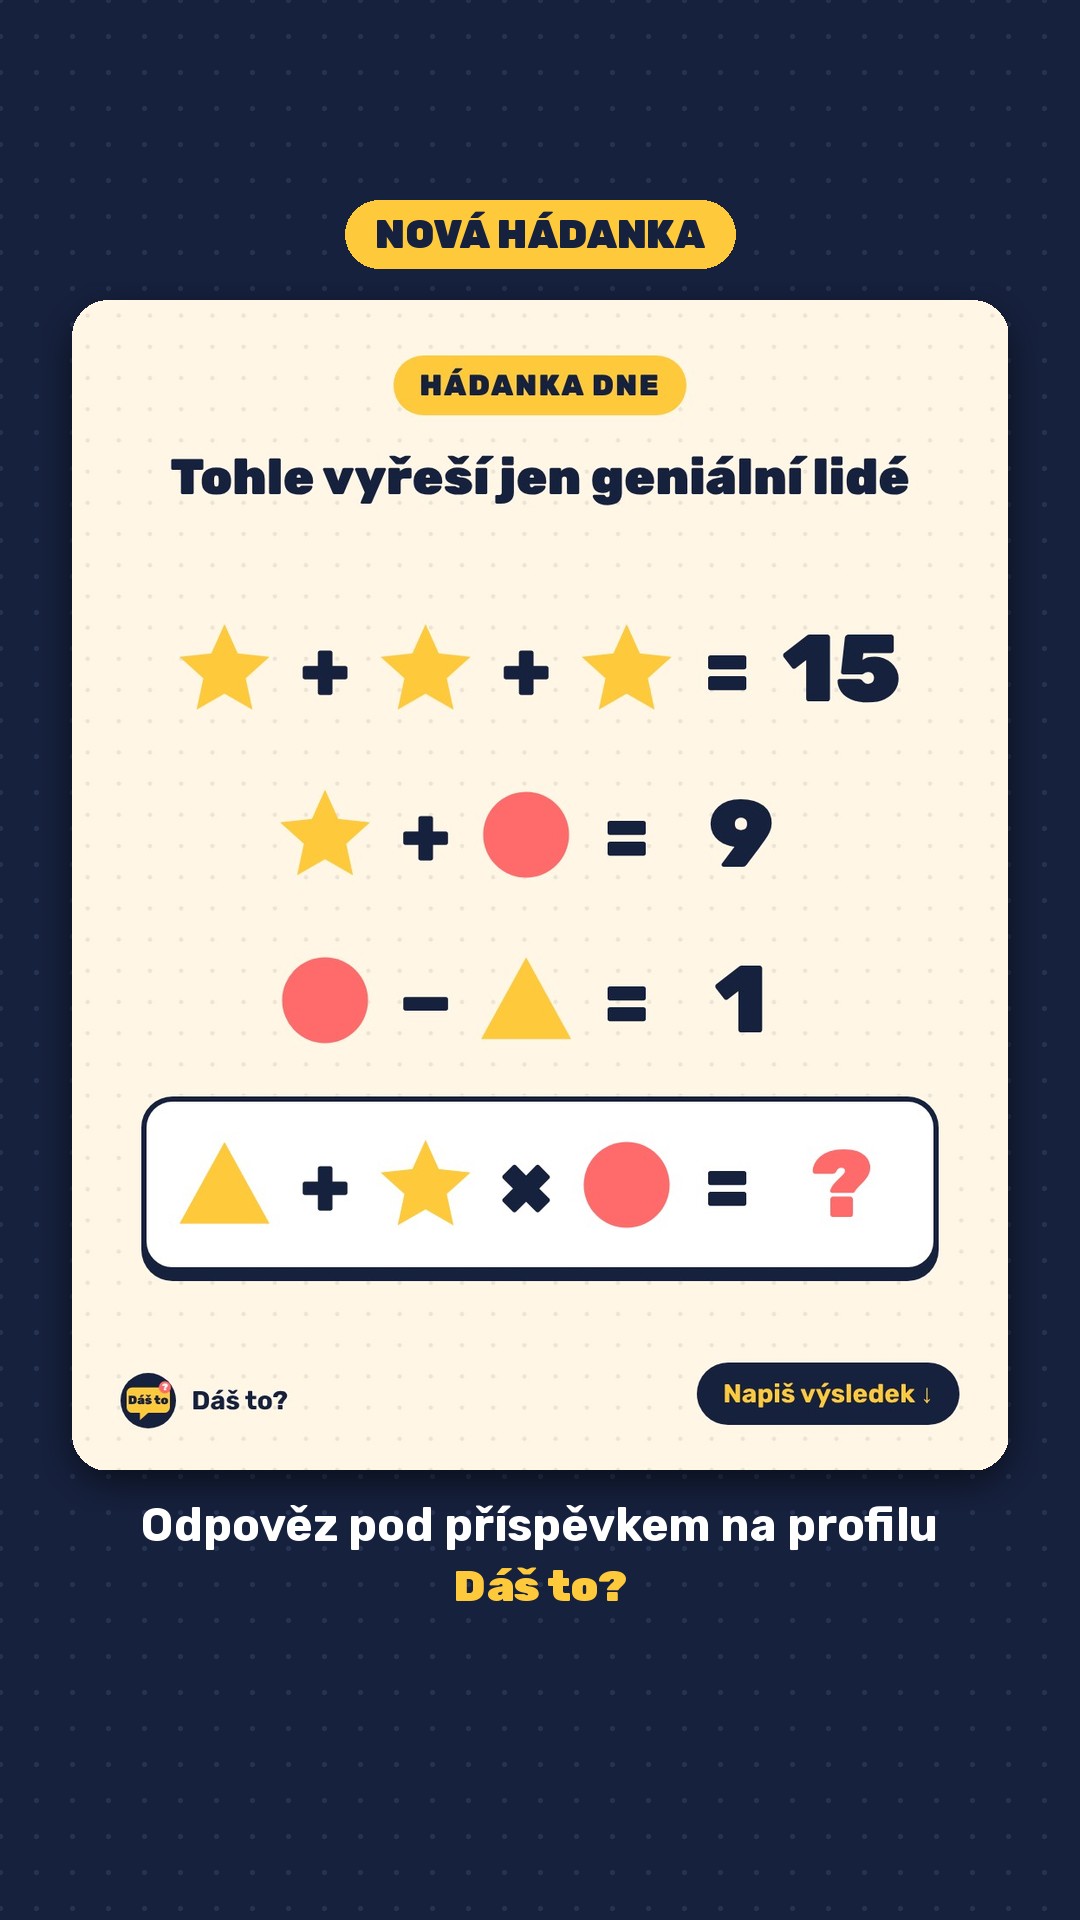 NOVÁ HÁDANKA
HÁDANKA DNE
Tohle vyřeší jen geniální lidé
+ + = 15
+ = 9
− = 1
+ × = ?
Dáš to ?
Dáš to?
Napiš výsledek ↓
Odpověz pod příspěvkem na profilu
Dáš to?